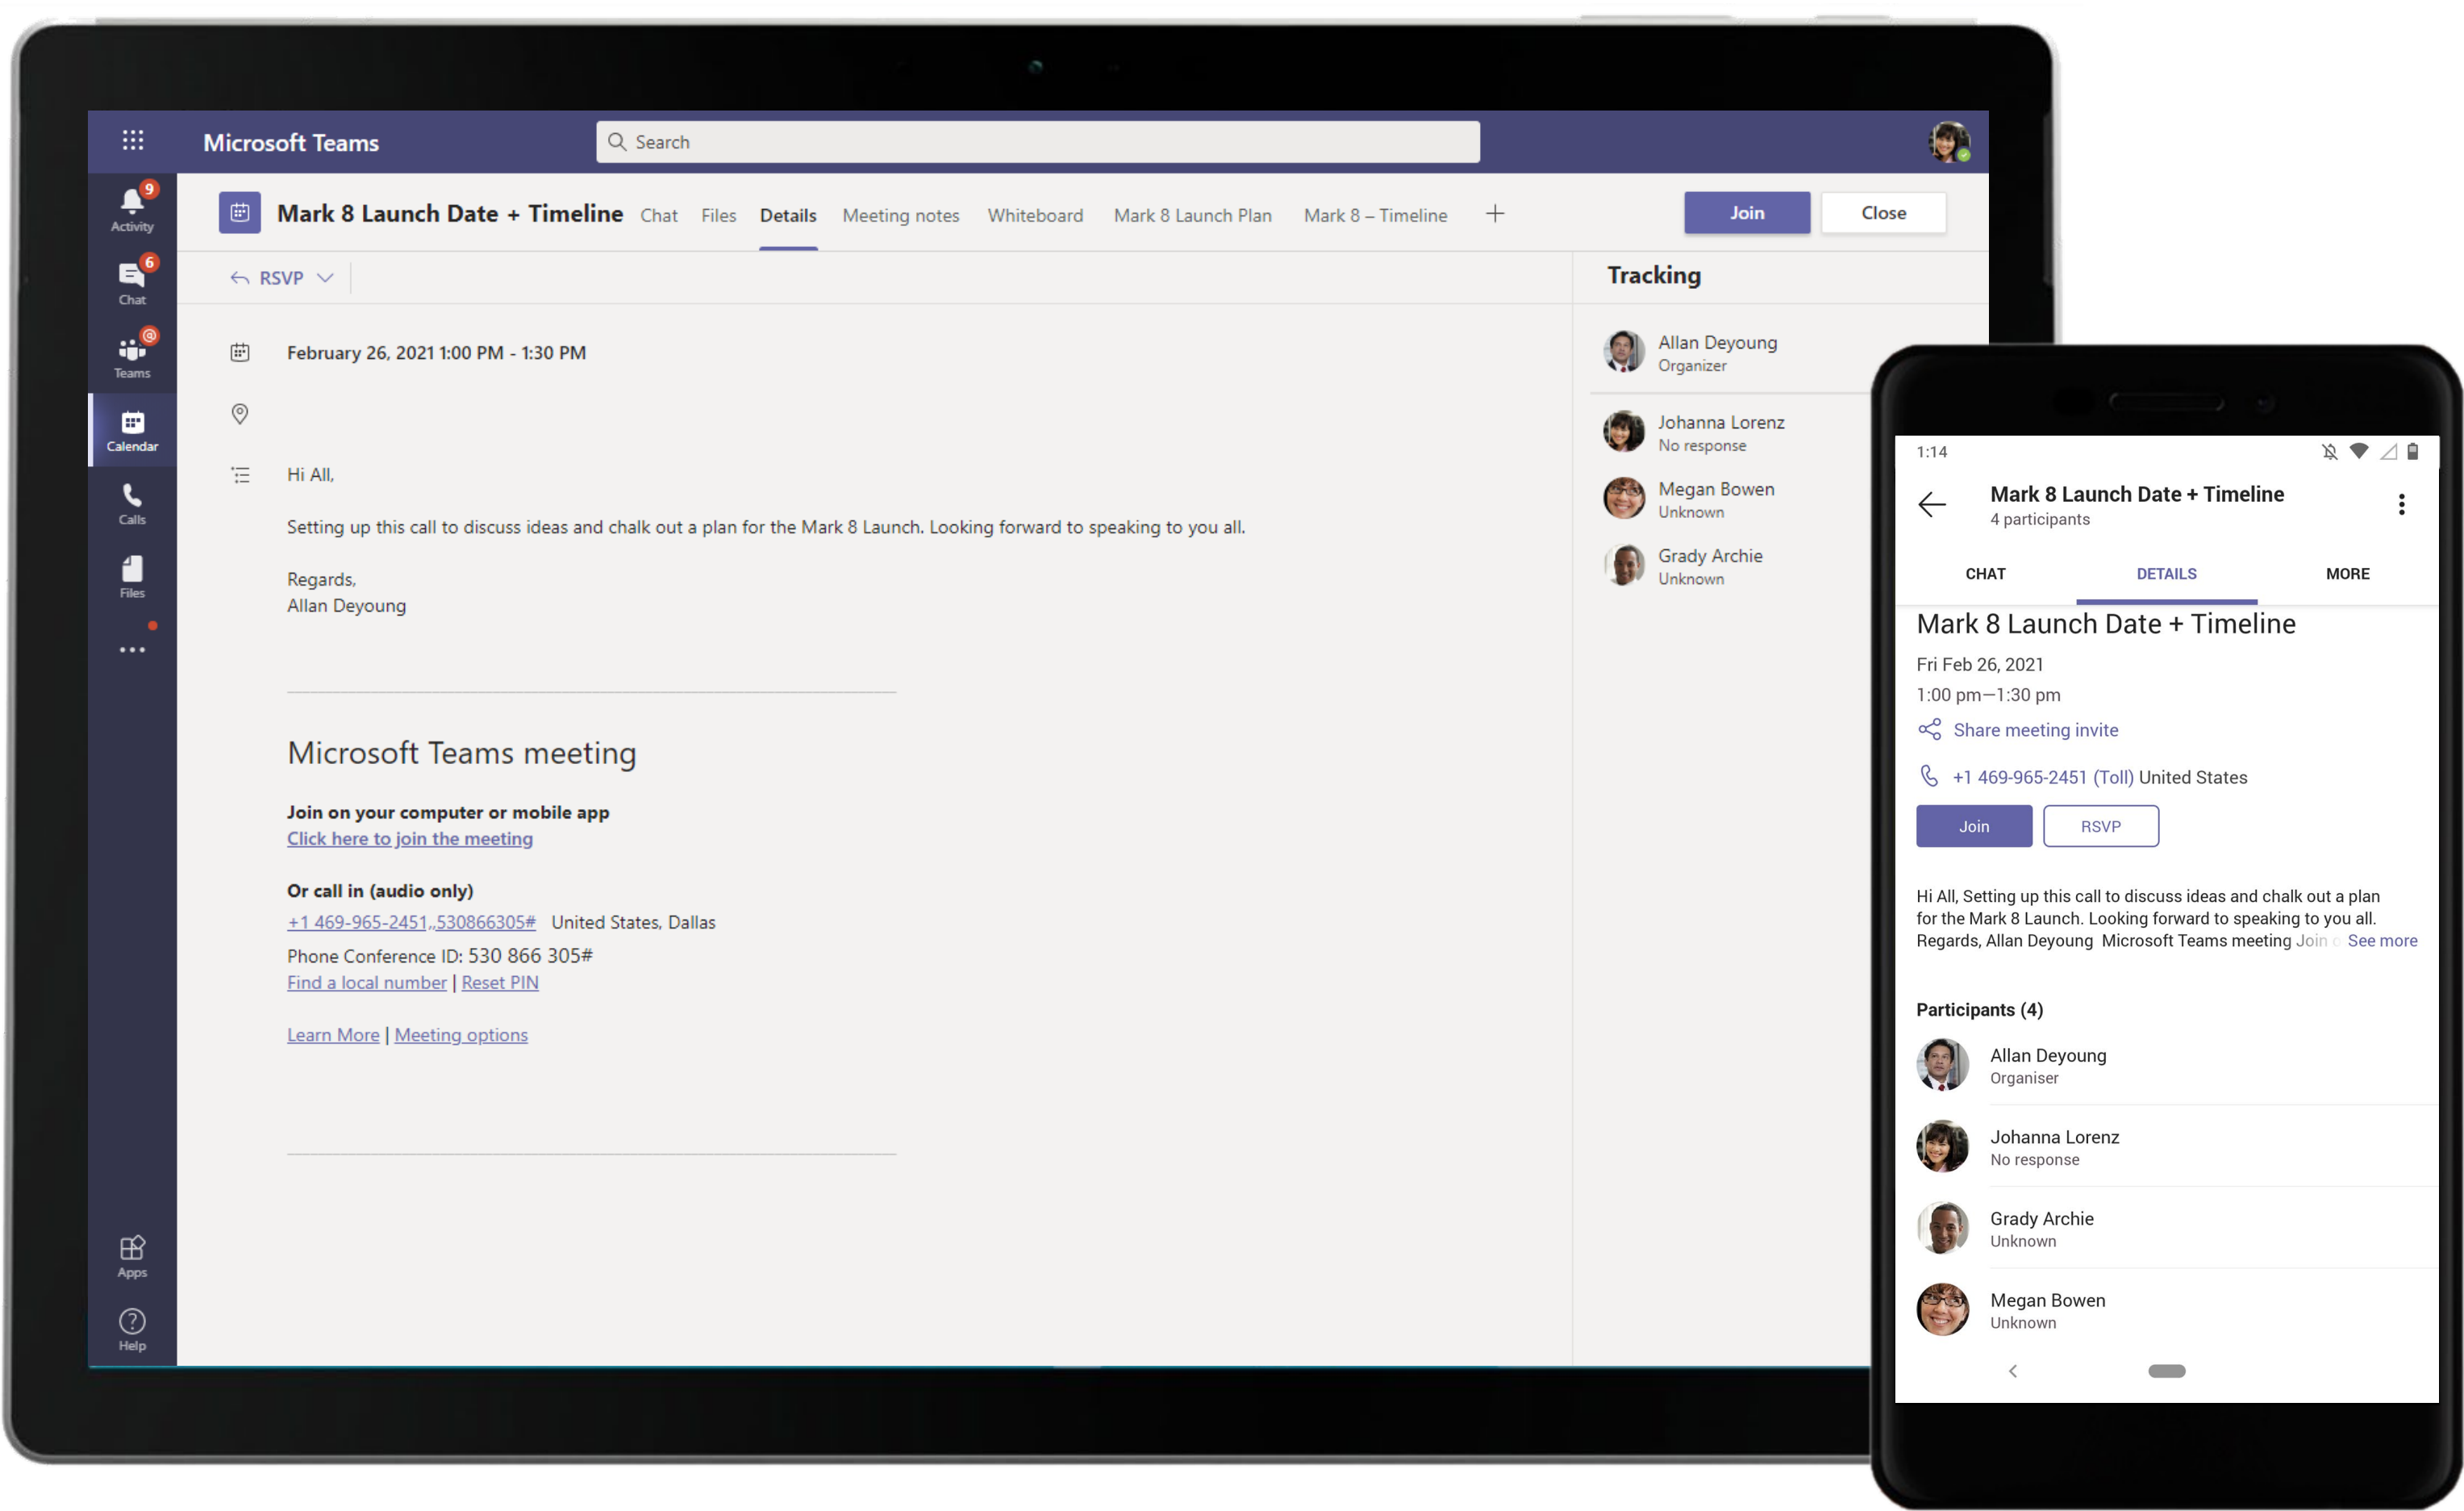 Microsoft Teams
Search
9
Activity
6
Chat
@
Teams
Calendar
Calls
Files
Apps
Help
Mark 8 Launch Date + Timeline Chat Files Details Meeting notes Whiteboard Mark 8 Launch Plan Mark 8 – Timeline Join Close
RSVP
February 26, 2021 1:00 PM - 1:30 PM
Hi All,
Setting up this call to discuss ideas and chalk out a plan for the Mark 8 Launch. Looking forward to speaking to you all.
Regards,
Allan Deyoung
Microsoft Teams meeting
Join on your computer or mobile app
Click here to join the meeting
Or call in (audio only)
+1 469-965-2451,,530866305# United States, Dallas
Phone Conference ID: 530 866 305#
Find a local number | Reset PIN
Learn More | Meeting options
Tracking
Allan Deyoung
Organizer
Johanna Lorenz
No response
Megan Bowen
Unknown
Grady Archie
Unknown
1:14
Mark 8 Launch Date + Timeline
4 participants
CHAT DETAILS MORE
Mark 8 Launch Date + Timeline
Fri Feb 26, 2021
1:00 pm—1:30 pm
Share meeting invite
+1 469-965-2451 (Toll) United States
Join RSVP
Hi All, Setting up this call to discuss ideas and chalk out a plan
for the Mark 8 Launch. Looking forward to speaking to you all.
Regards, Allan Deyoung Microsoft Teams meeting Join o See more
Participants (4)
Allan Deyoung
Organiser
Johanna Lorenz
No response
Grady Archie
Unknown
Megan Bowen
Unknown